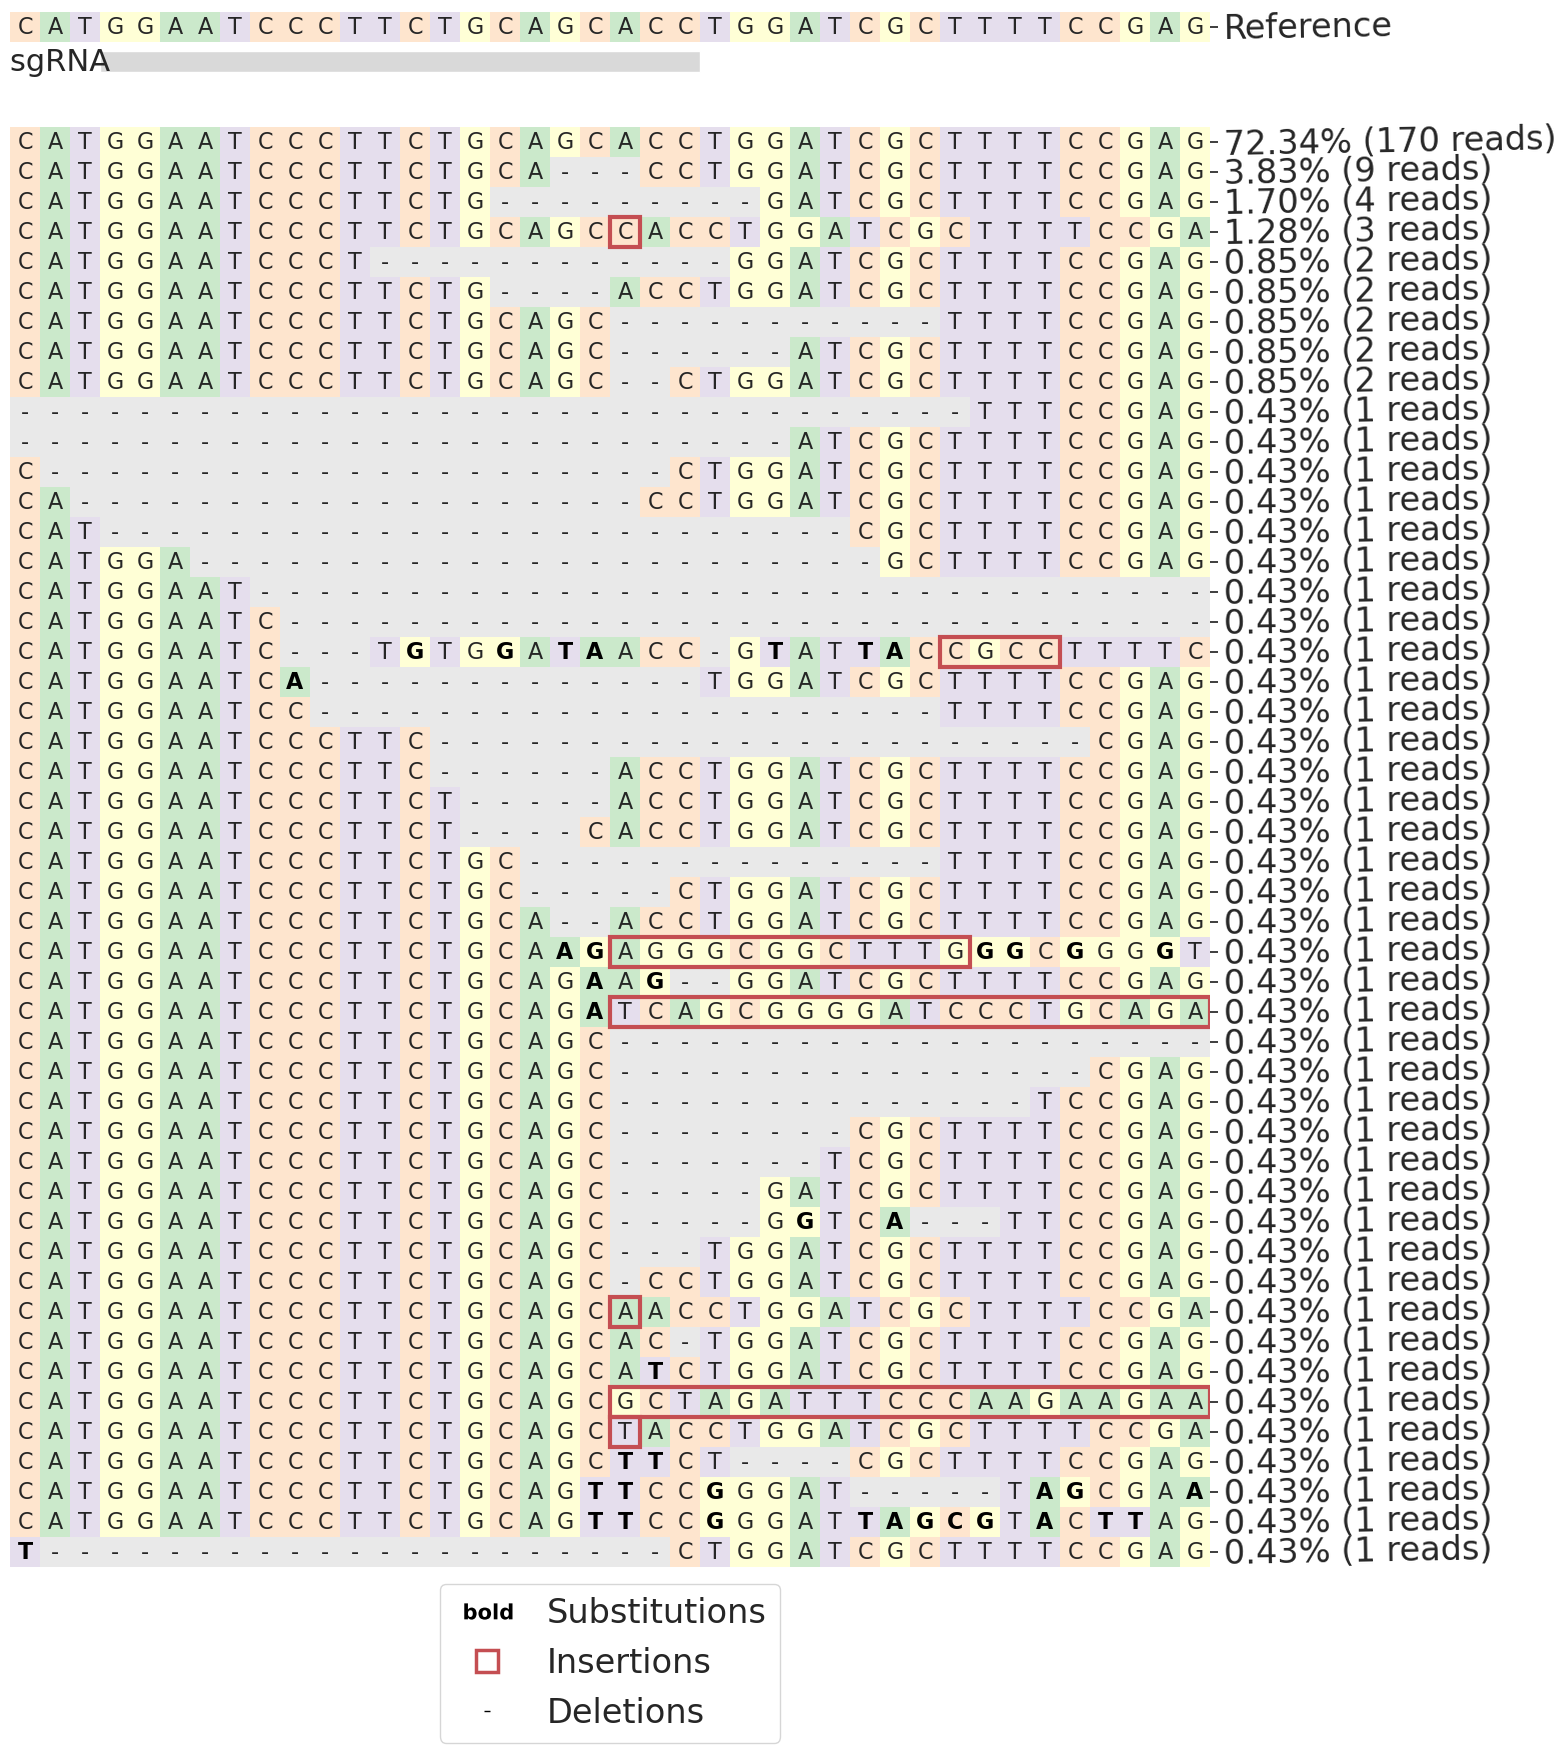 C A T G G A A T C C C T T C T G C A G C A C C T G G A T C G C T T T T C C G A G Reference
sgRNA
C A T G G A A T C C C T T C T G C A G C A C C T G G A T C G C T T T T C C G A G 72.34% (170 reads)
C A T G G A A T C C C T T C T G C A - - - C C T G G A T C G C T T T T C C G A G 3.83% (9 reads)
C A T G G A A T C C C T T C T G - - - - - - - - - G A T C G C T T T T C C G A G 1.70% (4 reads)
C A T G G A A T C C C T T C T G C A G C C A C C T G G A T C G C T T T T C C G A 1.28% (3 reads)
C A T G G A A T C C C T - - - - - - - - - - - - G G A T C G C T T T T C C G A G 0.85% (2 reads)
C A T G G A A T C C C T T C T G - - - - A C C T G G A T C G C T T T T C C G A G 0.85% (2 reads)
C A T G G A A T C C C T T C T G C A G C - - - - - - - - - - - T T T T C C G A G 0.85% (2 reads)
C A T G G A A T C C C T T C T G C A G C - - - - - - A T C G C T T T T C C G A G 0.85% (2 reads)
C A T G G A A T C C C T T C T G C A G C - - C T G G A T C G C T T T T C C G A G 0.85% (2 reads)
- - - - - - - - - - - - - - - - - - - - - - - - - - - - - - - - T T T C C G A G 0.43% (1 reads)
- - - - - - - - - - - - - - - - - - - - - - - - - - A T C G C T T T T C C G A G 0.43% (1 reads)
C - - - - - - - - - - - - - - - - - - - - - C T G G A T C G C T T T T C C G A G 0.43% (1 reads)
C A - - - - - - - - - - - - - - - - - - - C C T G G A T C G C T T T T C C G A G 0.43% (1 reads)
C A T - - - - - - - - - - - - - - - - - - - - - - - - - C G C T T T T C C G A G 0.43% (1 reads)
C A T G G A - - - - - - - - - - - - - - - - - - - - - - - G C T T T T C C G A G 0.43% (1 reads)
C A T G G A A T - - - - - - - - - - - - - - - - - - - - - - - - - - - - - - - - 0.43% (1 reads)
C A T G G A A T C - - - - - - - - - - - - - - - - - - - - - - - - - - - - - - - 0.43% (1 reads)
C A T G G A A T C - - - T G T G G A T A A C C - G T A T T A C C G C C T T T T C 0.43% (1 reads)
C A T G G A A T C A - - - - - - - - - - - - - T G G A T C G C T T T T C C G A G 0.43% (1 reads)
C A T G G A A T C C - - - - - - - - - - - - - - - - - - - - - T T T T C C G A G 0.43% (1 reads)
C A T G G A A T C C C T T C - - - - - - - - - - - - - - - - - - - - - - C G A G 0.43% (1 reads)
C A T G G A A T C C C T T C - - - - - - A C C T G G A T C G C T T T T C C G A G 0.43% (1 reads)
C A T G G A A T C C C T T C T - - - - - A C C T G G A T C G C T T T T C C G A G 0.43% (1 reads)
C A T G G A A T C C C T T C T - - - - C A C C T G G A T C G C T T T T C C G A G 0.43% (1 reads)
C A T G G A A T C C C T T C T G C - - - - - - - - - - - - - - T T T T C C G A G 0.43% (1 reads)
C A T G G A A T C C C T T C T G C - - - - - C T G G A T C G C T T T T C C G A G 0.43% (1 reads)
C A T G G A A T C C C T T C T G C A - - A C C T G G A T C G C T T T T C C G A G 0.43% (1 reads)
C A T G G A A T C C C T T C T G C A A G A G G G C G G C T T T G G G C G G G G T 0.43% (1 reads)
C A T G G A A T C C C T T C T G C A G A A G - - G G A T C G C T T T T C C G A G 0.43% (1 reads)
C A T G G A A T C C C T T C T G C A G A T C A G C G G G G A T C C C T G C A G A 0.43% (1 reads)
C A T G G A A T C C C T T C T G C A G C - - - - - - - - - - - - - - - - - - - - 0.43% (1 reads)
C A T G G A A T C C C T T C T G C A G C - - - - - - - - - - - - - - - - C G A G 0.43% (1 reads)
C A T G G A A T C C C T T C T G C A G C - - - - - - - - - - - - - - T C C G A G 0.43% (1 reads)
C A T G G A A T C C C T T C T G C A G C - - - - - - - - C G C T T T T C C G A G 0.43% (1 reads)
C A T G G A A T C C C T T C T G C A G C - - - - - - - T C G C T T T T C C G A G 0.43% (1 reads)
C A T G G A A T C C C T T C T G C A G C - - - - - G A T C G C T T T T C C G A G 0.43% (1 reads)
C A T G G A A T C C C T T C T G C A G C - - - - - G G T C A - - - T T C C G A G 0.43% (1 reads)
C A T G G A A T C C C T T C T G C A G C - - - T G G A T C G C T T T T C C G A G 0.43% (1 reads)
C A T G G A A T C C C T T C T G C A G C - C C T G G A T C G C T T T T C C G A G 0.43% (1 reads)
C A T G G A A T C C C T T C T G C A G C A A C C T G G A T C G C T T T T C C G A 0.43% (1 reads)
C A T G G A A T C C C T T C T G C A G C A C - T G G A T C G C T T T T C C G A G 0.43% (1 reads)
C A T G G A A T C C C T T C T G C A G C A T C T G G A T C G C T T T T C C G A G 0.43% (1 reads)
C A T G G A A T C C C T T C T G C A G C G C T A G A T T T C C C A A G A A G A A 0.43% (1 reads)
C A T G G A A T C C C T T C T G C A G C T A C C T G G A T C G C T T T T C C G A 0.43% (1 reads)
C A T G G A A T C C C T T C T G C A G C T T C T - - - - C G C T T T T C C G A G 0.43% (1 reads)
C A T G G A A T C C C T T C T G C A G T T C C G G G A T - - - - - T A G C G A A 0.43% (1 reads)
C A T G G A A T C C C T T C T G C A G T T C C G G G A T T A G C G T A C T T A G 0.43% (1 reads)
T - - - - - - - - - - - - - - - - - - - - - C T G G A T C G C T T T T C C G A G 0.43% (1 reads)
bold Substitutions
Insertions
- Deletions